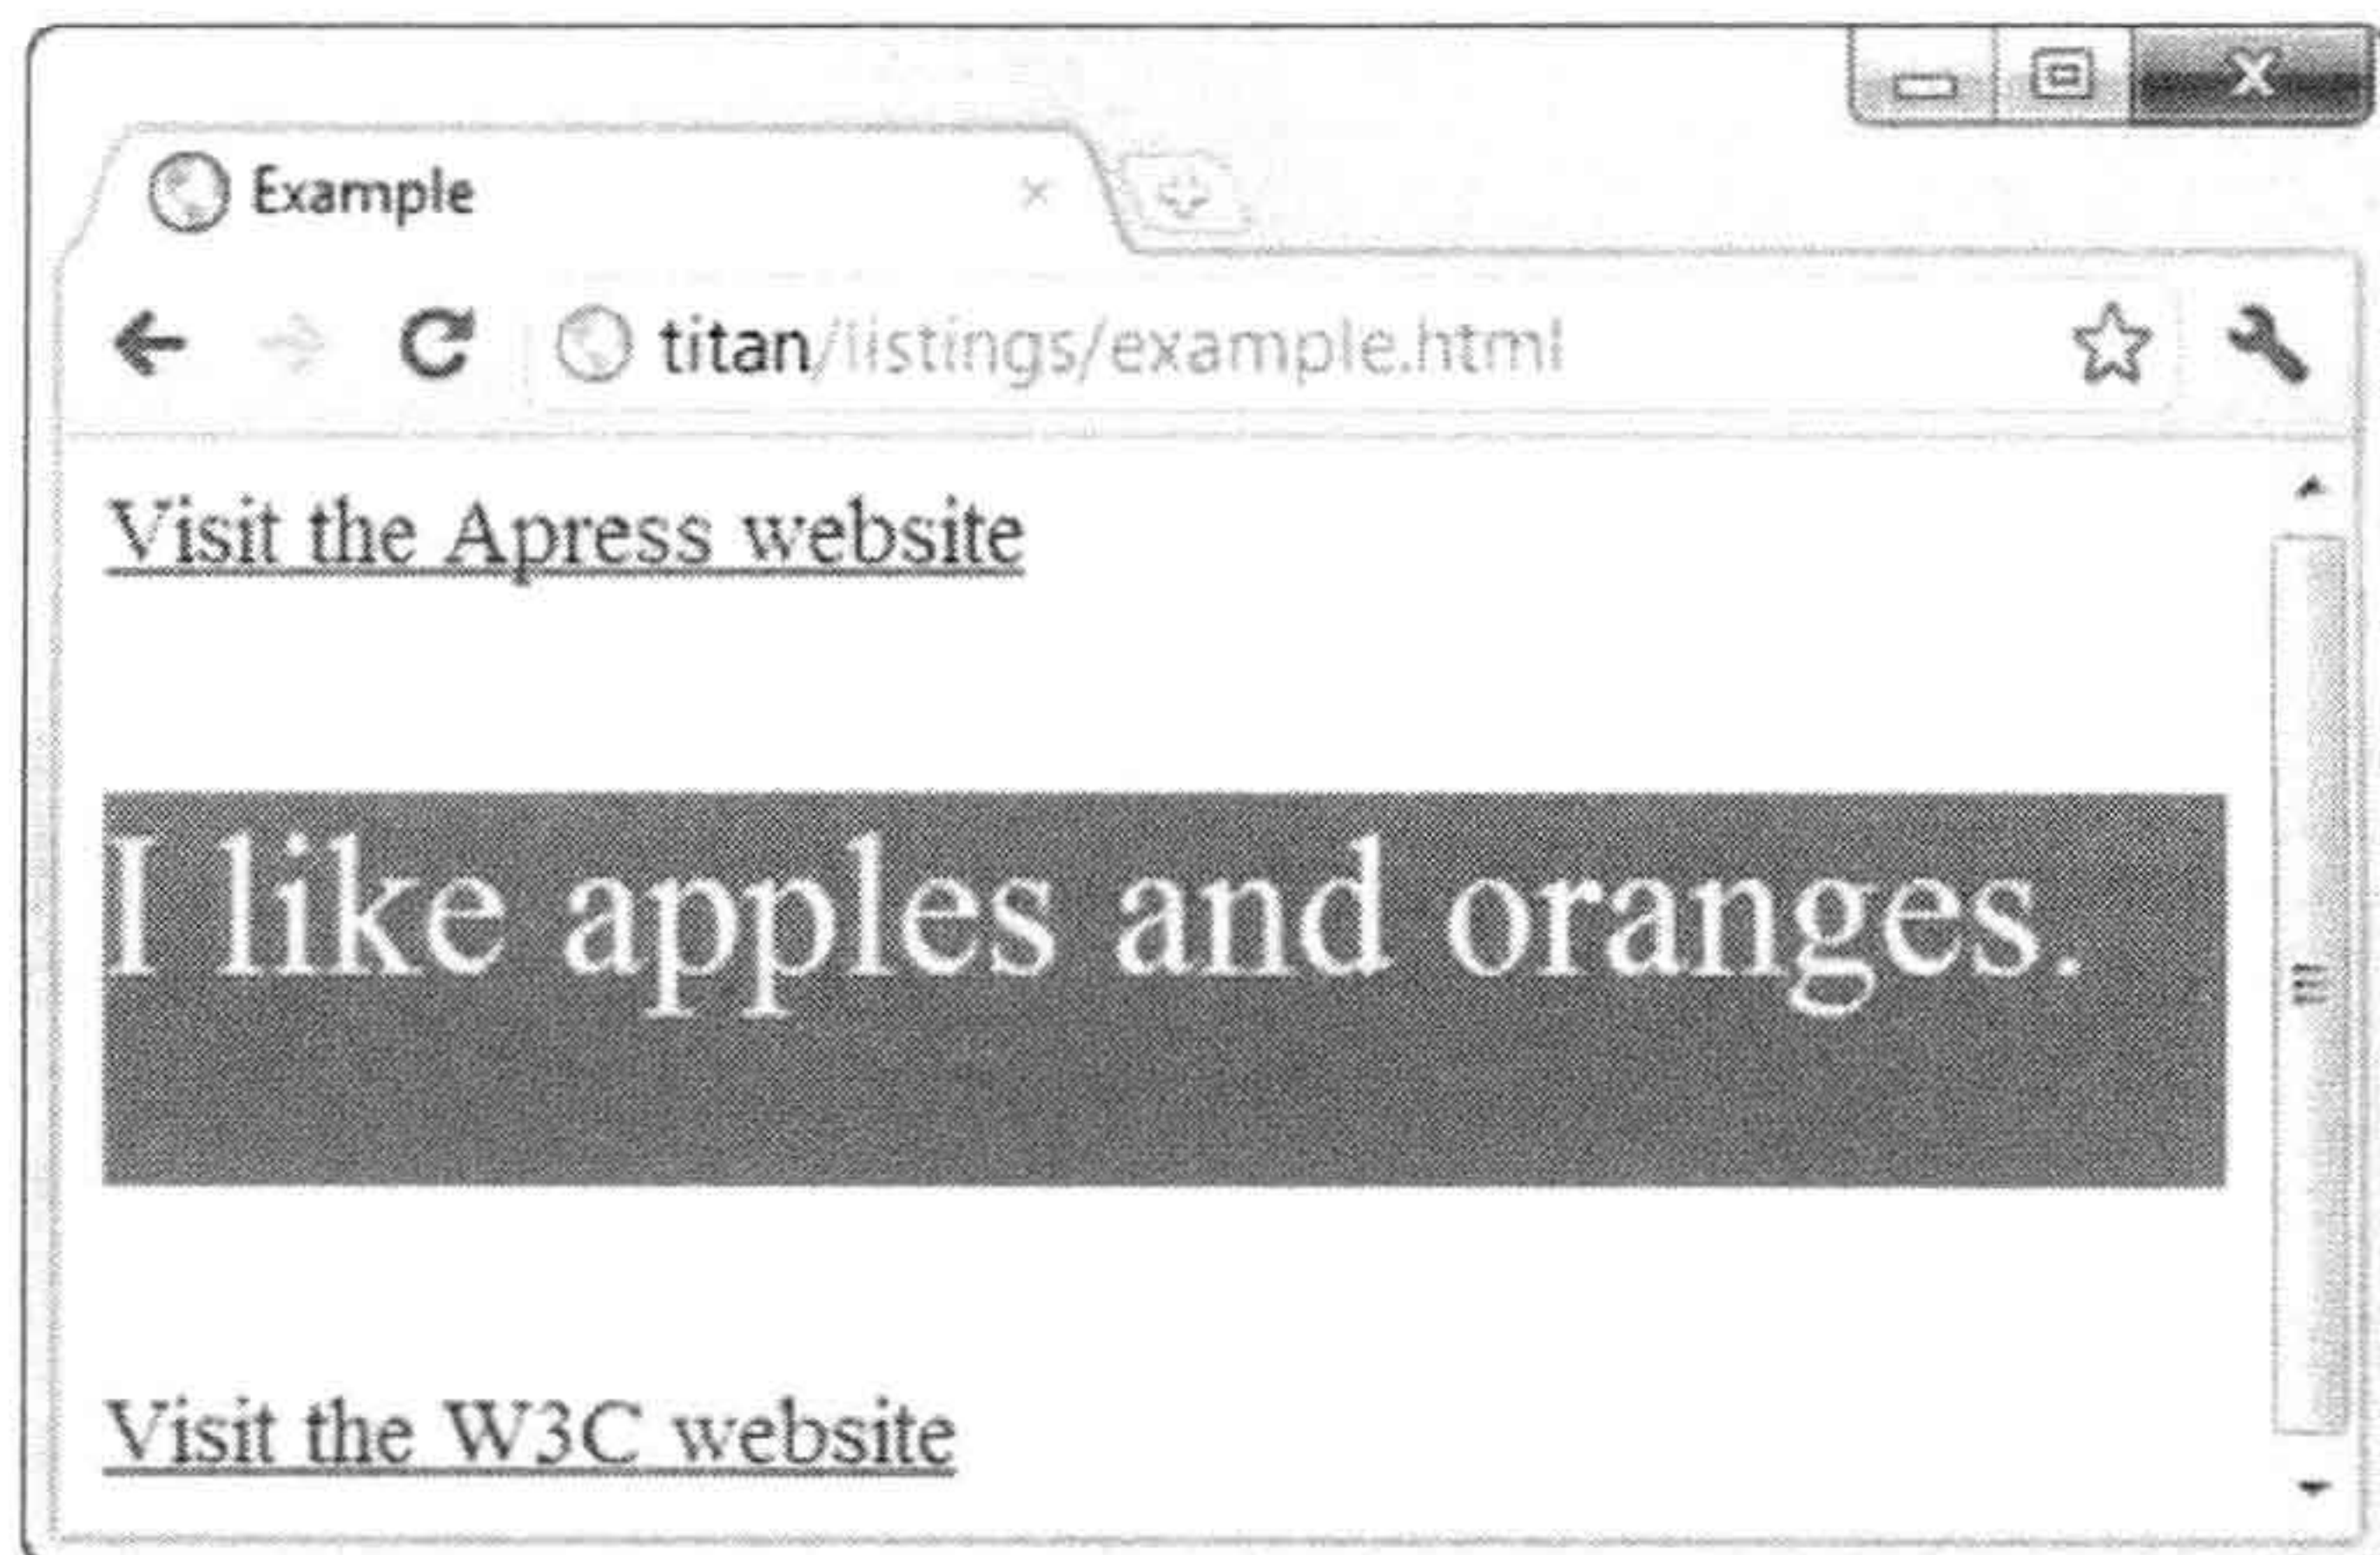 Example
titan/listings/example.html
Visit the Apress website
I like apples and oranges.
Visit the W3C website